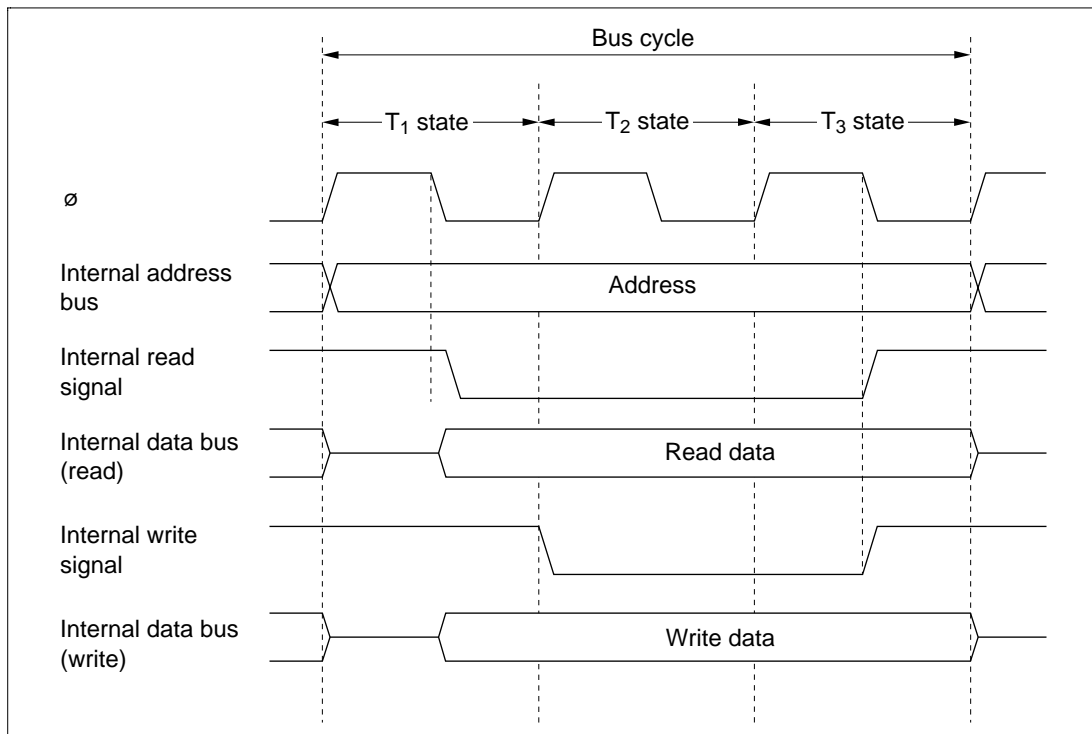 Bus cycle
T₁ state
T₂ state
T₃ state
ø
Internal address
bus
Address
Internal read
signal
Internal data bus
(read)
Read data
Internal write
signal
Internal data bus
(write)
Write data